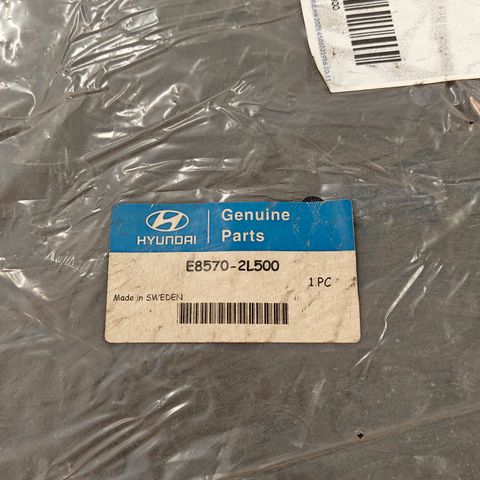 HYUNDAI
Genuine
Parts
E8570-2L500
1 PC
Made in SWEDEN